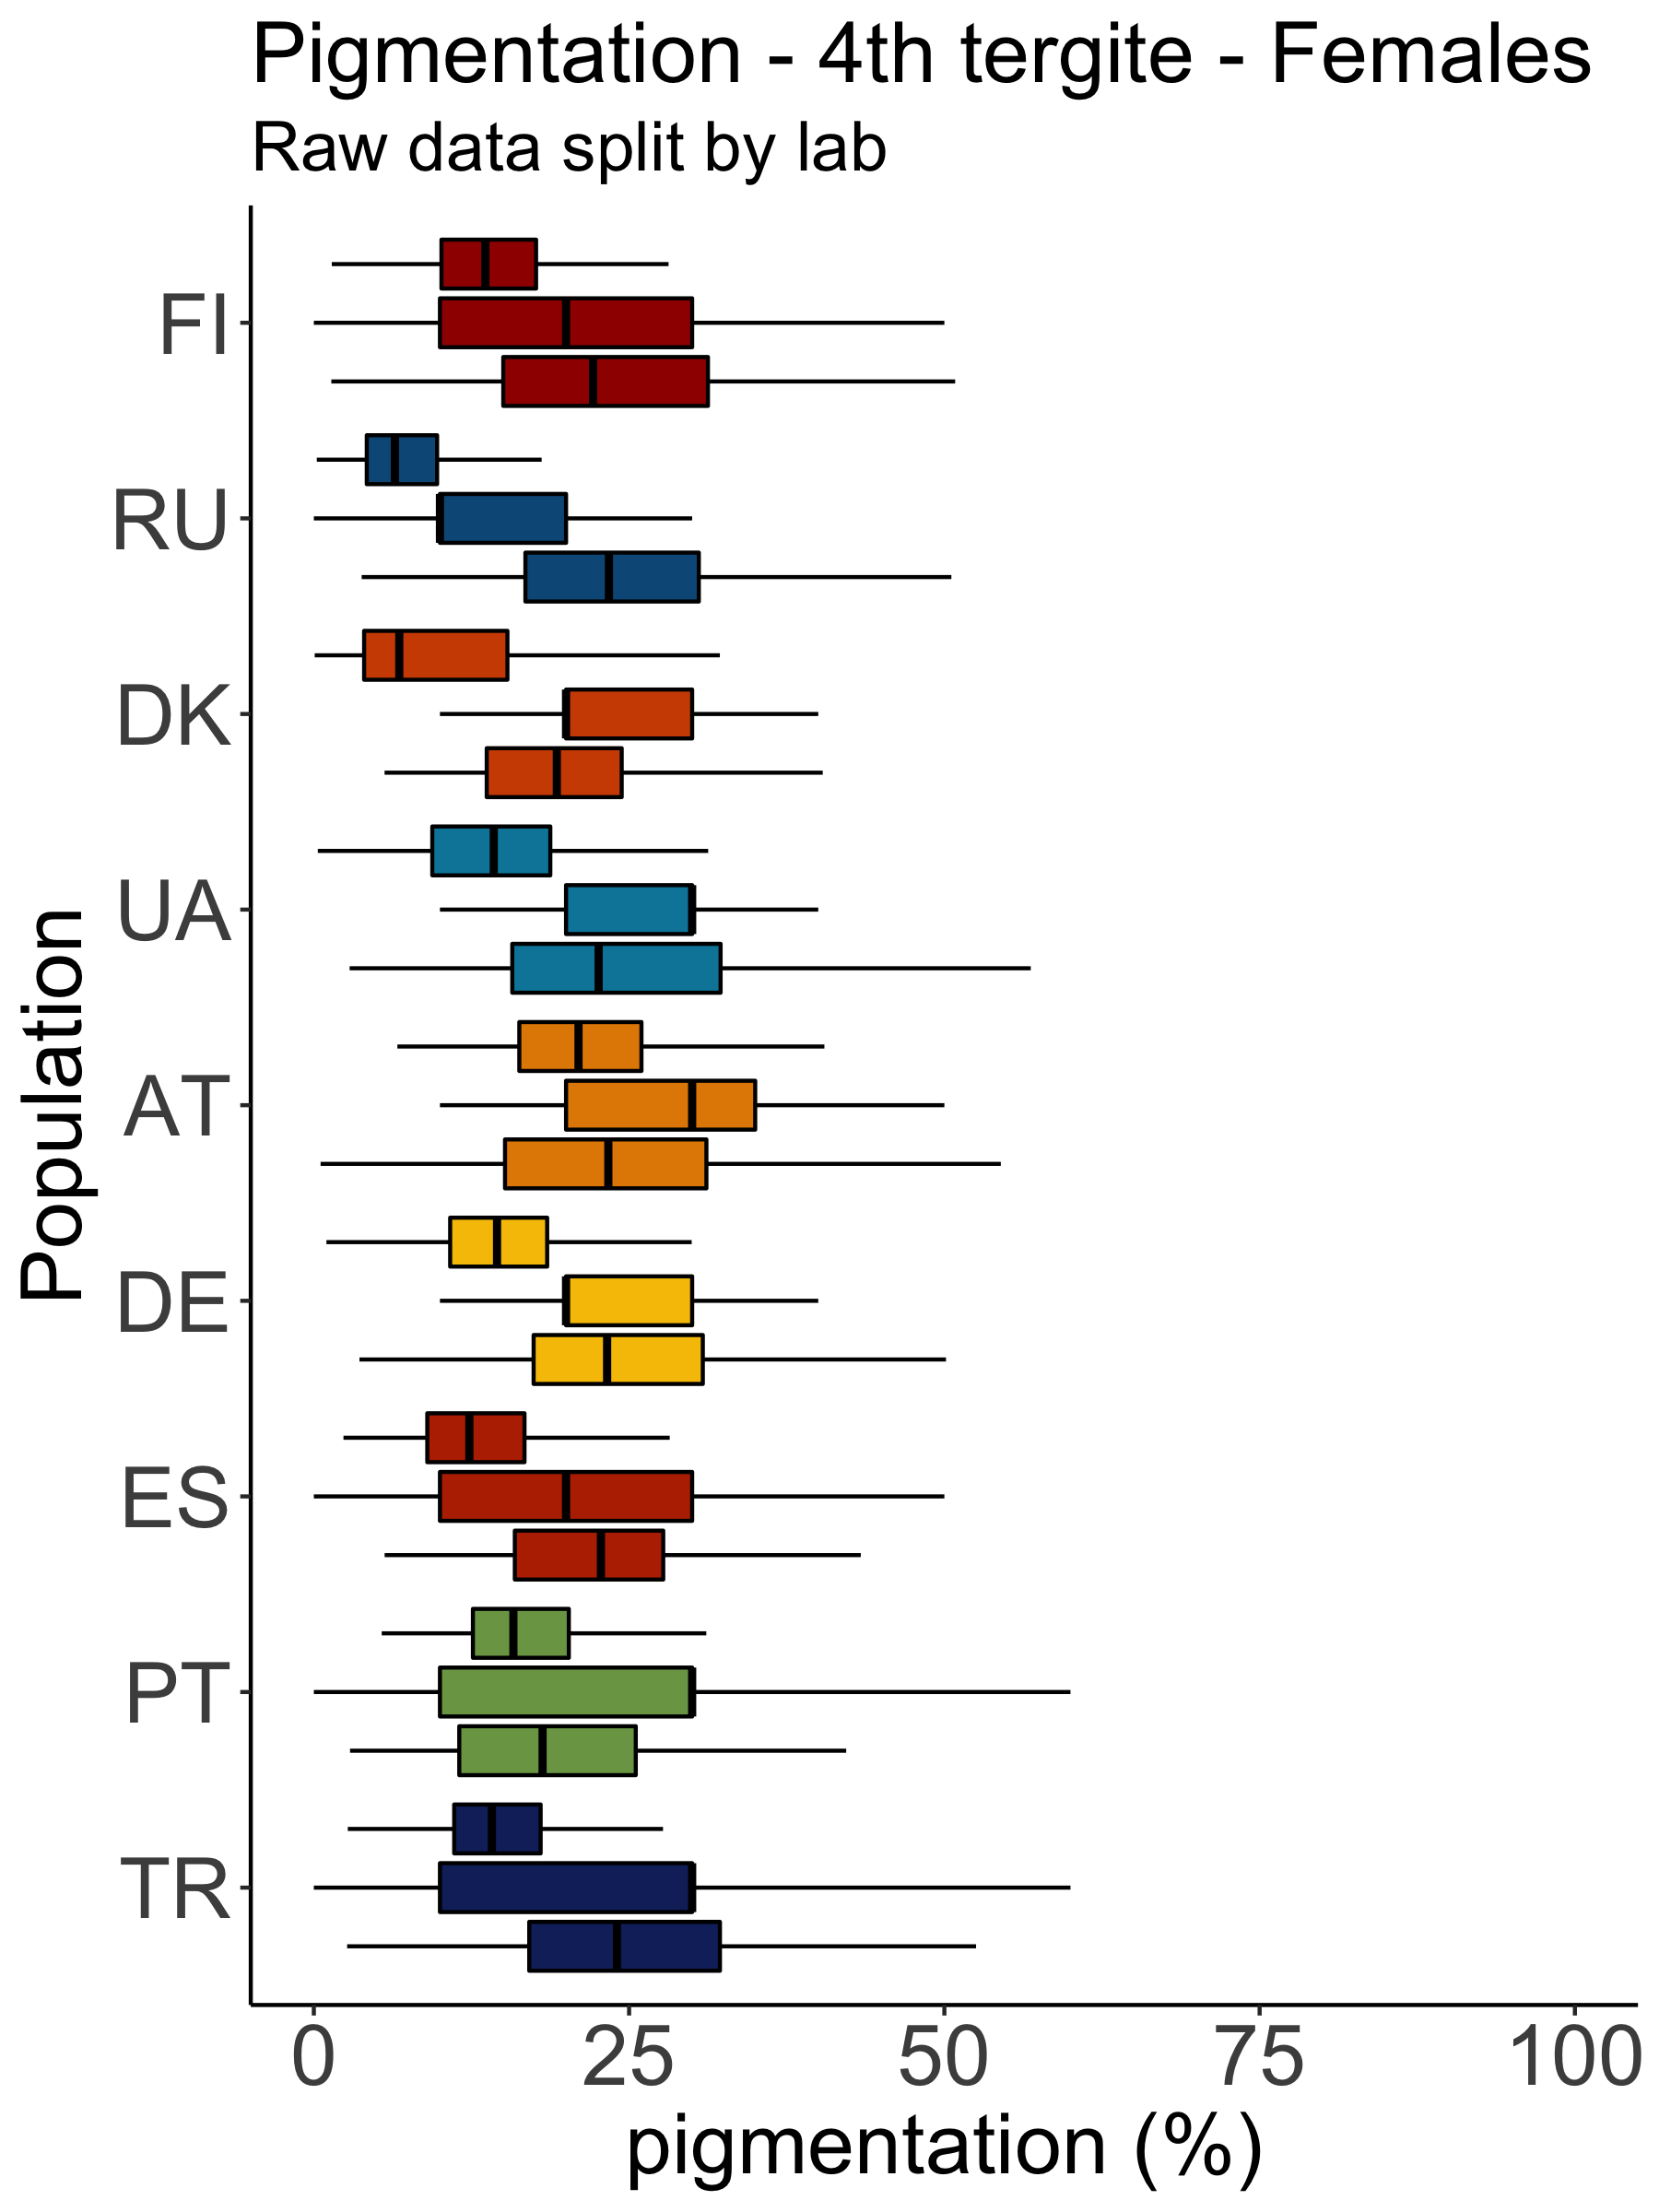 Pigmentation - 4th tergite - Females
Raw data split by lab
Population
FI
RU
DK
UA
AT
DE
ES
PT
TR
0 25 50 75 100
pigmentation (%)